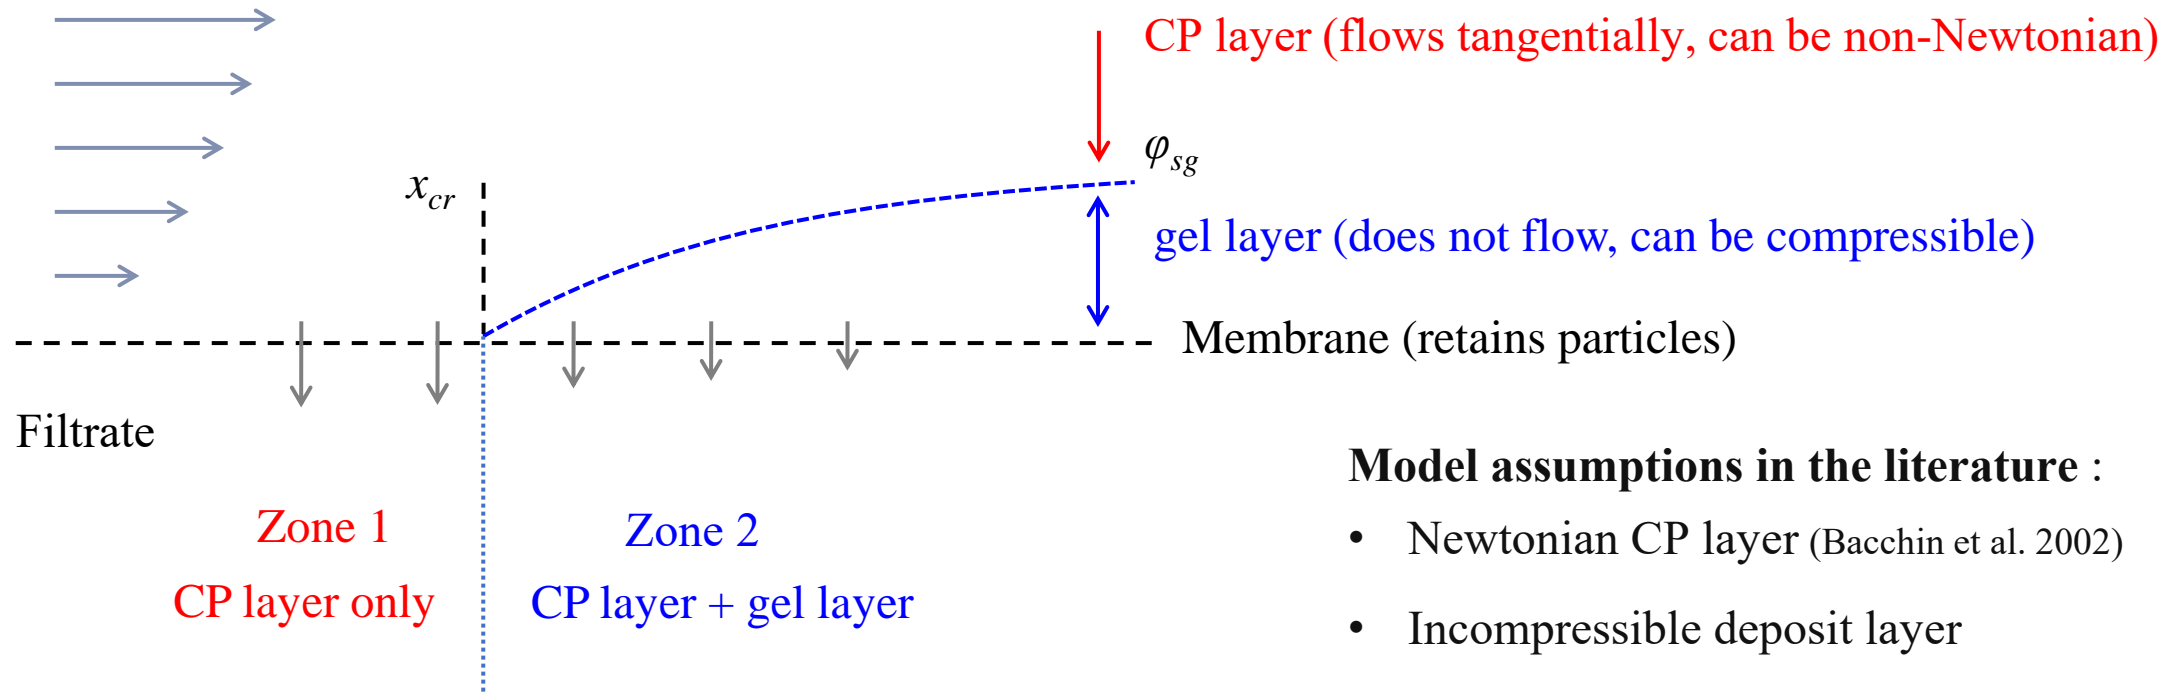 CP layer (flows tangentially, can be non-Newtonian)
φsg
xcr
gel layer (does not flow, can be compressible)
Membrane (retains particles)
Filtrate
Zone 1
CP layer only
Zone 2
CP layer + gel layer
Model assumptions in the literature :
• Newtonian CP layer (Bacchin et al. 2002)
• Incompressible deposit layer